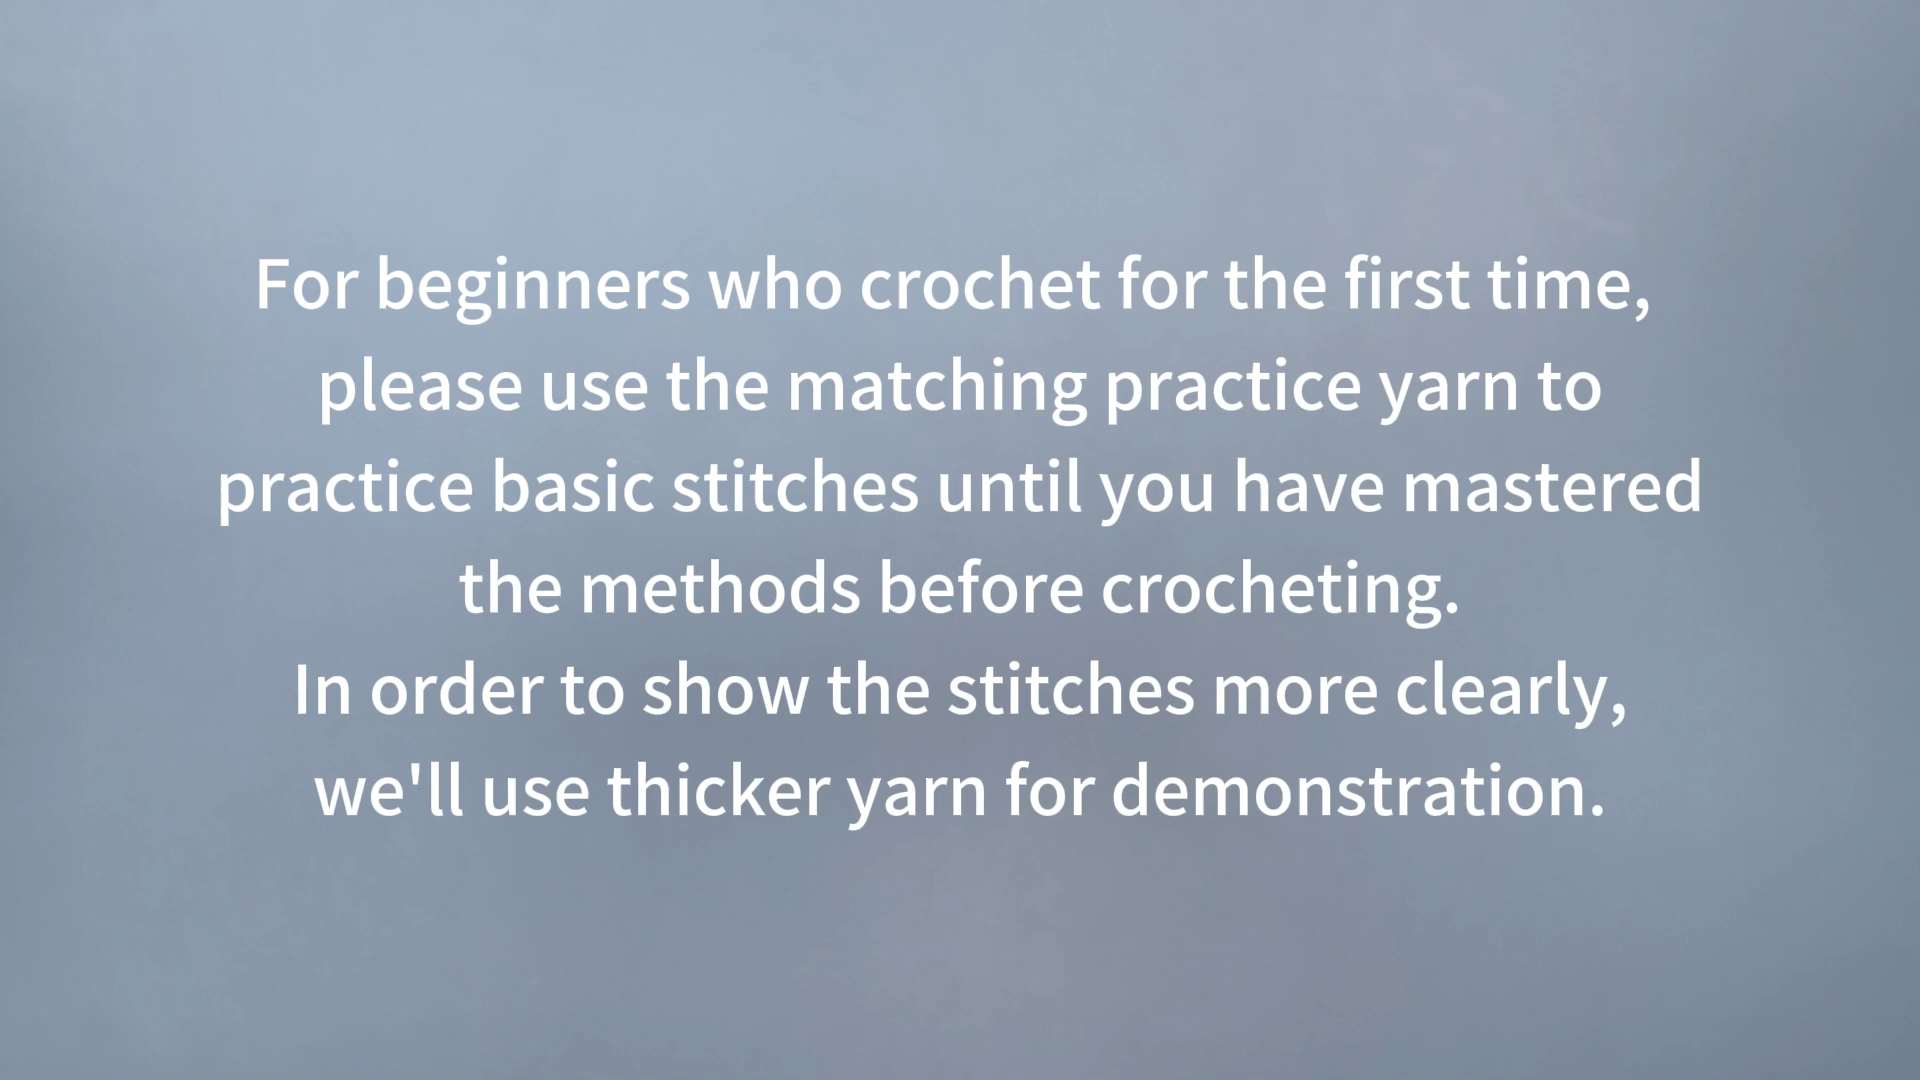 For beginners who crochet for the first time,
please use the matching practice yarn to
practice basic stitches until you have mastered
the methods before crocheting.
In order to show the stitches more clearly,
we'll use thicker yarn for demonstration.